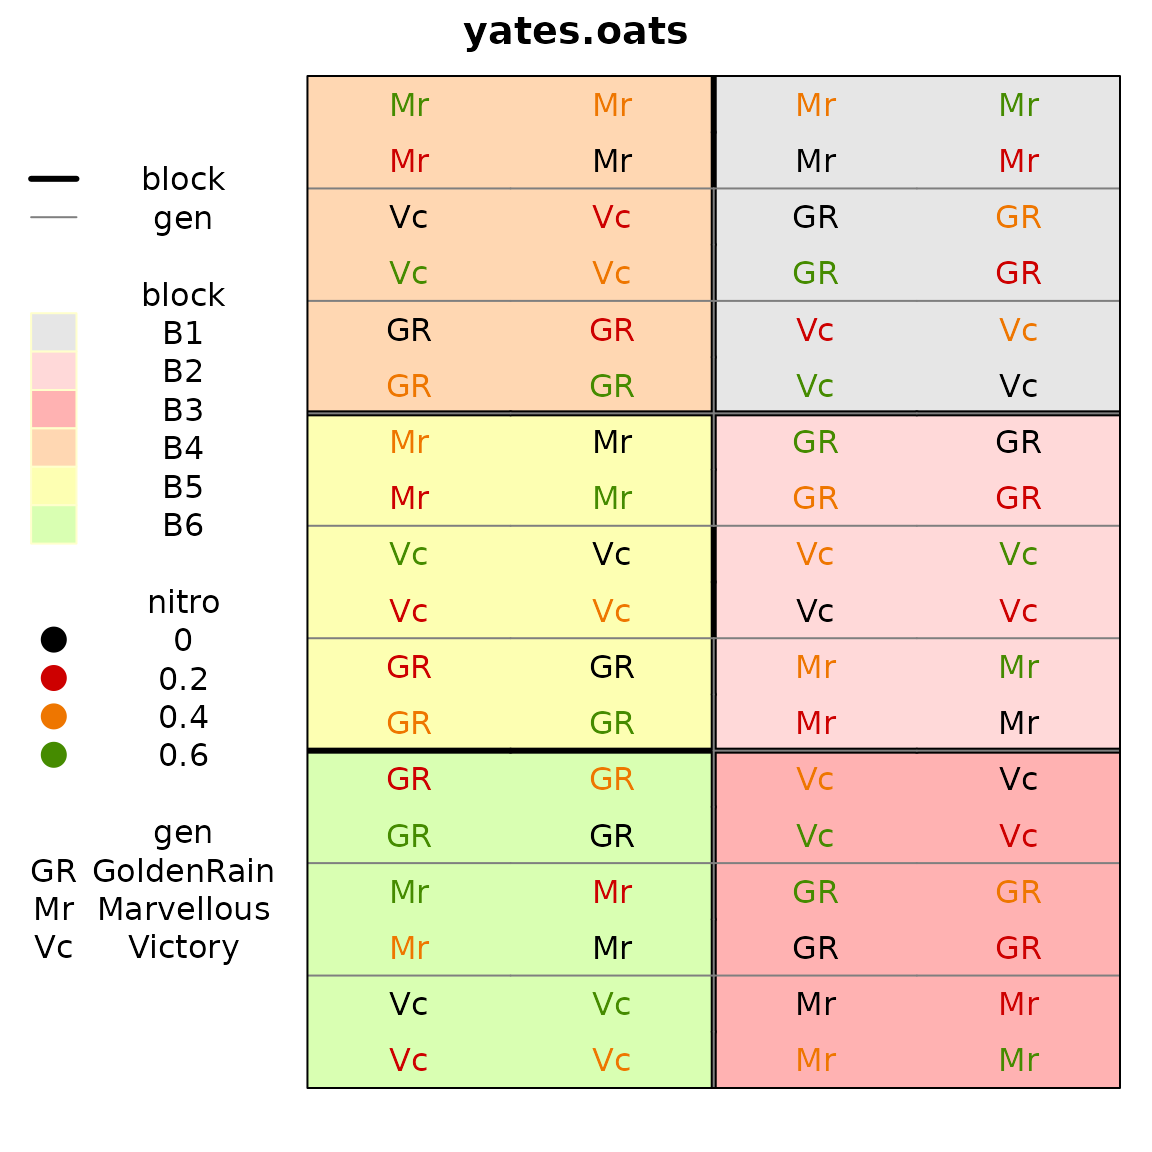 yates.oats
block
gen
block
B1
B2
B3
B4
B5
B6
nitro
0
0.2
0.4
0.6
gen
GR GoldenRain
Mr Marvellous
Vc Victory
Mr Mr Mr Mr
Mr Mr Mr Mr
Vc Vc GR GR
Vc Vc GR GR
GR GR Vc Vc
GR GR Vc Vc
Mr Mr GR GR
Mr Mr GR GR
Vc Vc Vc Vc
Vc Vc Vc Vc
GR GR Mr Mr
GR GR Mr Mr
GR GR Vc Vc
GR GR Vc Vc
Mr Mr GR GR
Mr Mr GR GR
Vc Vc Mr Mr
Vc Vc Mr Mr